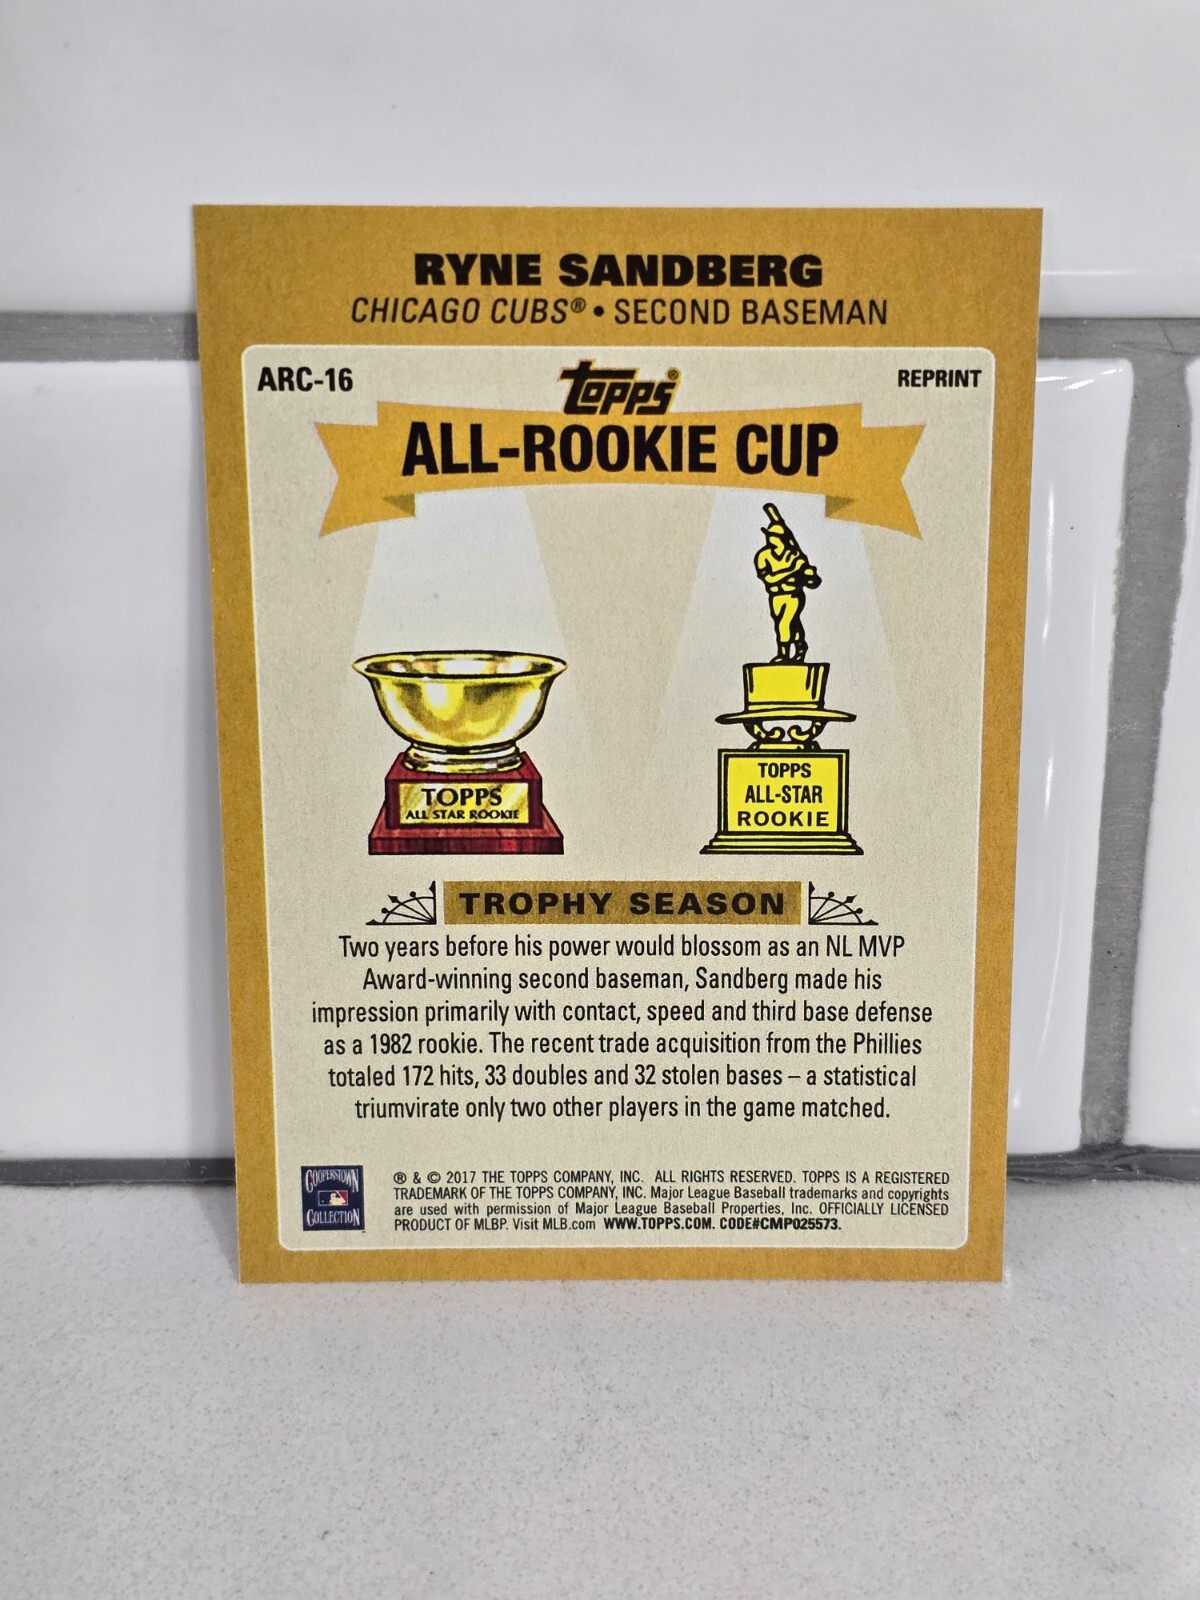 RYNE SANDBERG
CHICAGO CUBS® • SECOND BASEMAN
ARC-16
topps®
REPRINT
ALL-ROOKIE CUP
TOPPS
ALL STAR ROOKIE
TOPPS
ALL-STAR
ROOKIE
TROPHY SEASON
Two years before his power would blossom as an NL MVP
Award-winning second baseman, Sandberg made his
impression primarily with contact, speed and third base defense
as a 1982 rookie. The recent trade acquisition from the Phillies
totaled 172 hits, 33 doubles and 32 stolen bases – a statistical
triumvirate only two other players in the game matched.
COOPERSTOWN
COLLECTION
® & © 2017 THE TOPPS COMPANY, INC. ALL RIGHTS RESERVED. TOPPS IS A REGISTERED
TRADEMARK OF THE TOPPS COMPANY, INC. Major League Baseball trademarks and copyrights
are used with permission of Major League Baseball Properties, Inc. OFFICIALLY LICENSED
PRODUCT OF MLBP. Visit MLB.com WWW.TOPPS.COM. CODE#CMP025573.